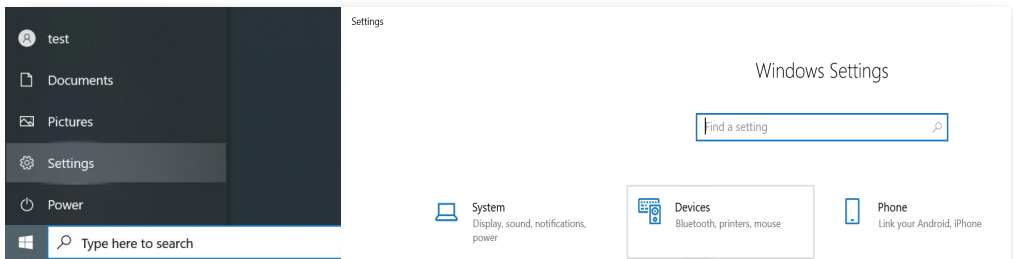 test
Documents
Pictures
Settings
Power
Type here to search
Settings
Windows Settings
Find a setting
System
Display, sound, notifications,
power
Devices
Bluetooth, printers, mouse
Phone
Link your Android, iPhone